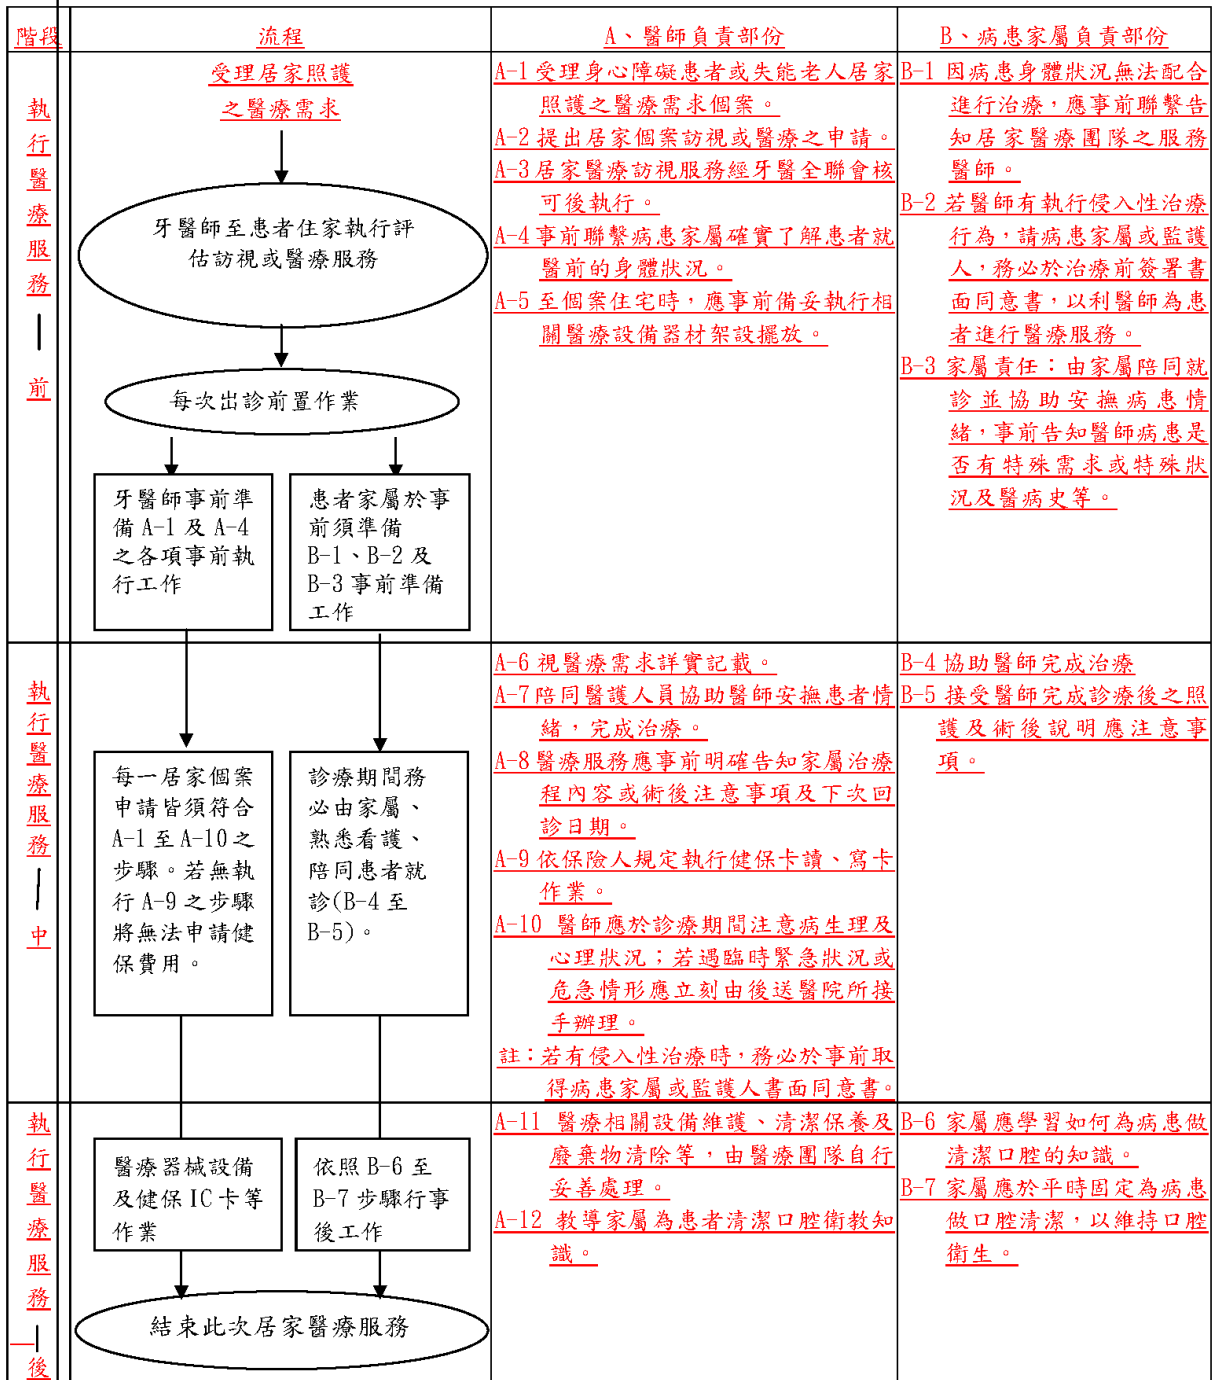 階段
流程
A、醫師負責部份
B、病患家屬負責部份
執
行
醫
療
服
務
前
受理居家照護
之醫療需求
牙醫師至患者住家執行評
估訪視或醫療服務
每次出診前置作業
牙醫師事前準
備A-1及A-4
之各項事前執
行工作
患者家屬於事
前須準備
B-1、B-2及
B-3事前準備
工作
A-1受理身心障礙患者或失能老人居家
照護之醫療需求個案。
A-2提出居家個案訪視或醫療之申請。
A-3居家醫療訪視服務經牙醫全聯會核
可後執行。
A-4事前聯繫病患家屬確實了解患者就
醫前的身體狀況。
A-5至個案住宅時,應事前備妥執行相
關醫療設備器材架設擺放。
B-1因病患身體狀況無法配合
進行治療,應事前聯繫告
知居家醫療團隊之服務
醫師。
B-2若醫師有執行侵入性治療
行為,請病患家屬或監護
人,務必於治療前簽署書
面同意書,以利醫師為患
者進行醫療服務。
B-3家屬責任：由家屬陪同就
診並協助安撫病患情
緒,事前告知醫師病患是
否有特殊需求或特殊狀
況及醫病史等。
執
行
醫
療
服
務
中
每一居家個案
申請皆須符合
A-1至A-10之
步驟。若無執
行A-9之步驟
將無法申請健
保費用。
診療期間務
必由家屬、
熟悉看護、
陪同患者就
診(B-4至
B-5)。
A-6視醫療需求詳實記載。
A-7陪同醫護人員協助醫師安撫患者情
緒,完成治療。
A-8醫療服務應事前明確告知家屬治療
程內容或術後注意事項及下次回
診日期。
A-9依保險人規定執行健保卡讀、寫卡
作業。
A-10 醫師應於診療期間注意病生理及
心理狀況；若遇臨時緊急狀況或
危急情形應立刻由後送醫院所接
手辦理。
註：若有侵入性治療時,務必於事前取
得病患家屬或監護人書面同意書。
B-4協助醫師完成治療
B-5接受醫師完成診療後之照
護及術後說明應注意事
項。
執
行
醫
療
服
務
後
醫療器械設備
及健保IC卡等
作業
依照B-6至
B-7步驟行事
後工作
結束此次居家醫療服務
A-11 醫療相關設備維護、清潔保養及
廢棄物清除等,由醫療團隊自行
妥善處理。
A-12 教導家屬為患者清潔口腔衛教知
識。
B-6家屬應學習如何為病患做
清潔口腔的知識。
B-7家屬應於平時固定為病患
做口腔清潔,以維持口腔
衛生。